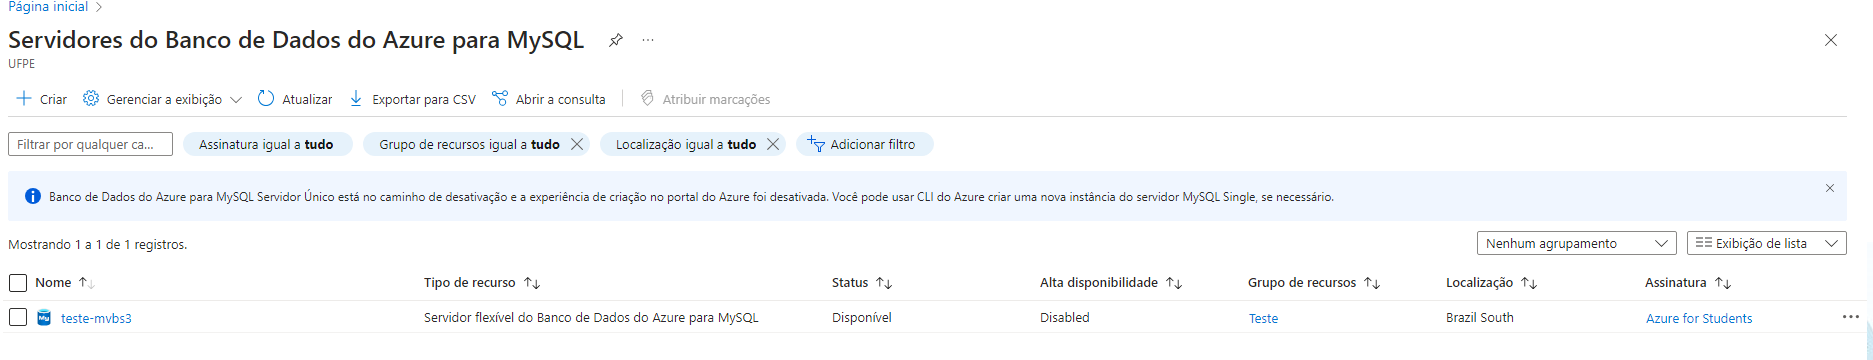 Página inicial
Servidores do Banco de Dados do Azure para MySQL
UFPE
Criar Gerenciar a exibição Atualizar Exportar para CSV Abrir a consulta Atribuir marcações
Filtrar por qualquer ca... Assinatura igual a tudo Grupo de recursos igual a tudo Localização igual a tudo Adicionar filtro
Banco de Dados do Azure para MySQL Servidor Único está no caminho de desativação e a experiência de criação no portal do Azure foi desativada. Você pode usar CLI do Azure criar uma nova instância do servidor MySQL Single, se necessário.
Mostrando 1 a 1 de 1 registros. Nenhum agrupamento Exibição de lista
Nome Tipo de recurso Status Alta disponibilidade Grupo de recursos Localização Assinatura
My teste-mvbs3 Servidor flexível do Banco de Dados do Azure para MySQL Disponível Disabled Teste Brazil South Azure for Students